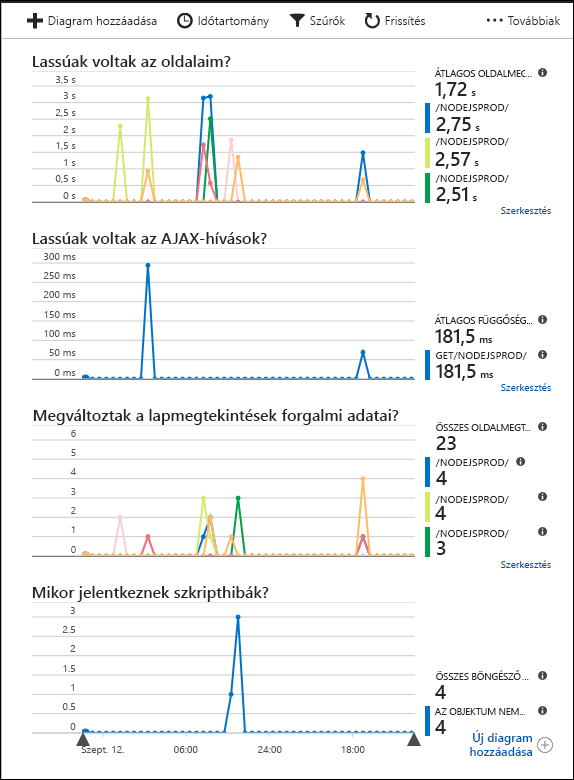 Diagram hozzáadása Időtartomány Szűrők Frissítés Továbbiak
Lassúak voltak az oldalaim?
3,5 s
3 s
2,5 s
2 s
1,5 s
1 s
0,5 s
0 s
ÁTLAGOS OLDALMEG...
1,72 s
/NODEJSPROD/
2,75 s
/NODEJSPROD/
2,57 s
/NODEJSPROD/
2,51 s
Szerkesztés
Lassúak voltak az AJAX-hívások?
300 ms
250 ms
200 ms
150 ms
100 ms
50 ms
0 ms
ÁTLAGOS FÜGGŐSÉG...
181,5 ms
GET/NODEJSPROD/
181,5 ms
Szerkesztés
Megváltoztak a lapmegtekintések forgalmi adatai?
6
5
4
3
2
1
0
ÖSSZES OLDALMEGT...
23
/NODEJSPROD/
4
/NODEJSPROD/
4
/NODEJSPROD/
3
Szerkesztés
Mikor jelentkeznek szkripthibák?
3
2.5
2
1.5
1
0.5
0
Szept. 12. 06:00 24:00 18:00
ÖSSZES BÖNGÉSZŐ...
4
AZ OBJEKTUM NEM...
4
Új diagram
hozzáadása